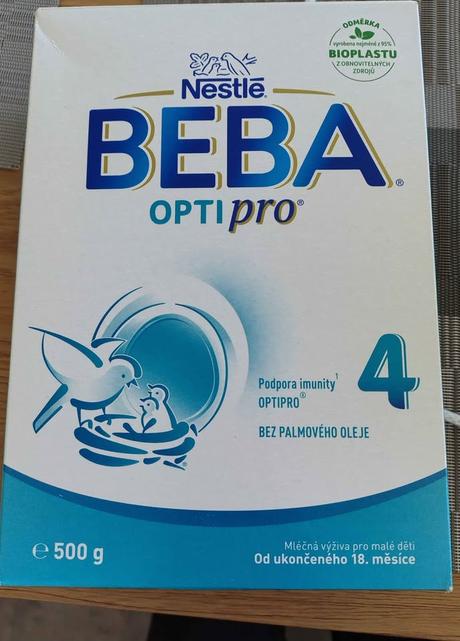 ODMĚRKA
vyrobena nejméně z 95%
BIOPLASTU
Z OBNOVITELNÝCH
ZDROJŮ
Nestlé®
BEBA®
OPTIpro®
4
Podpora imunity¹
OPTIPRO®
BEZ PALMOVÉHO OLEJE
℮ 500 g
Mléčná výživa pro malé děti
Od ukončeného 18. měsíce